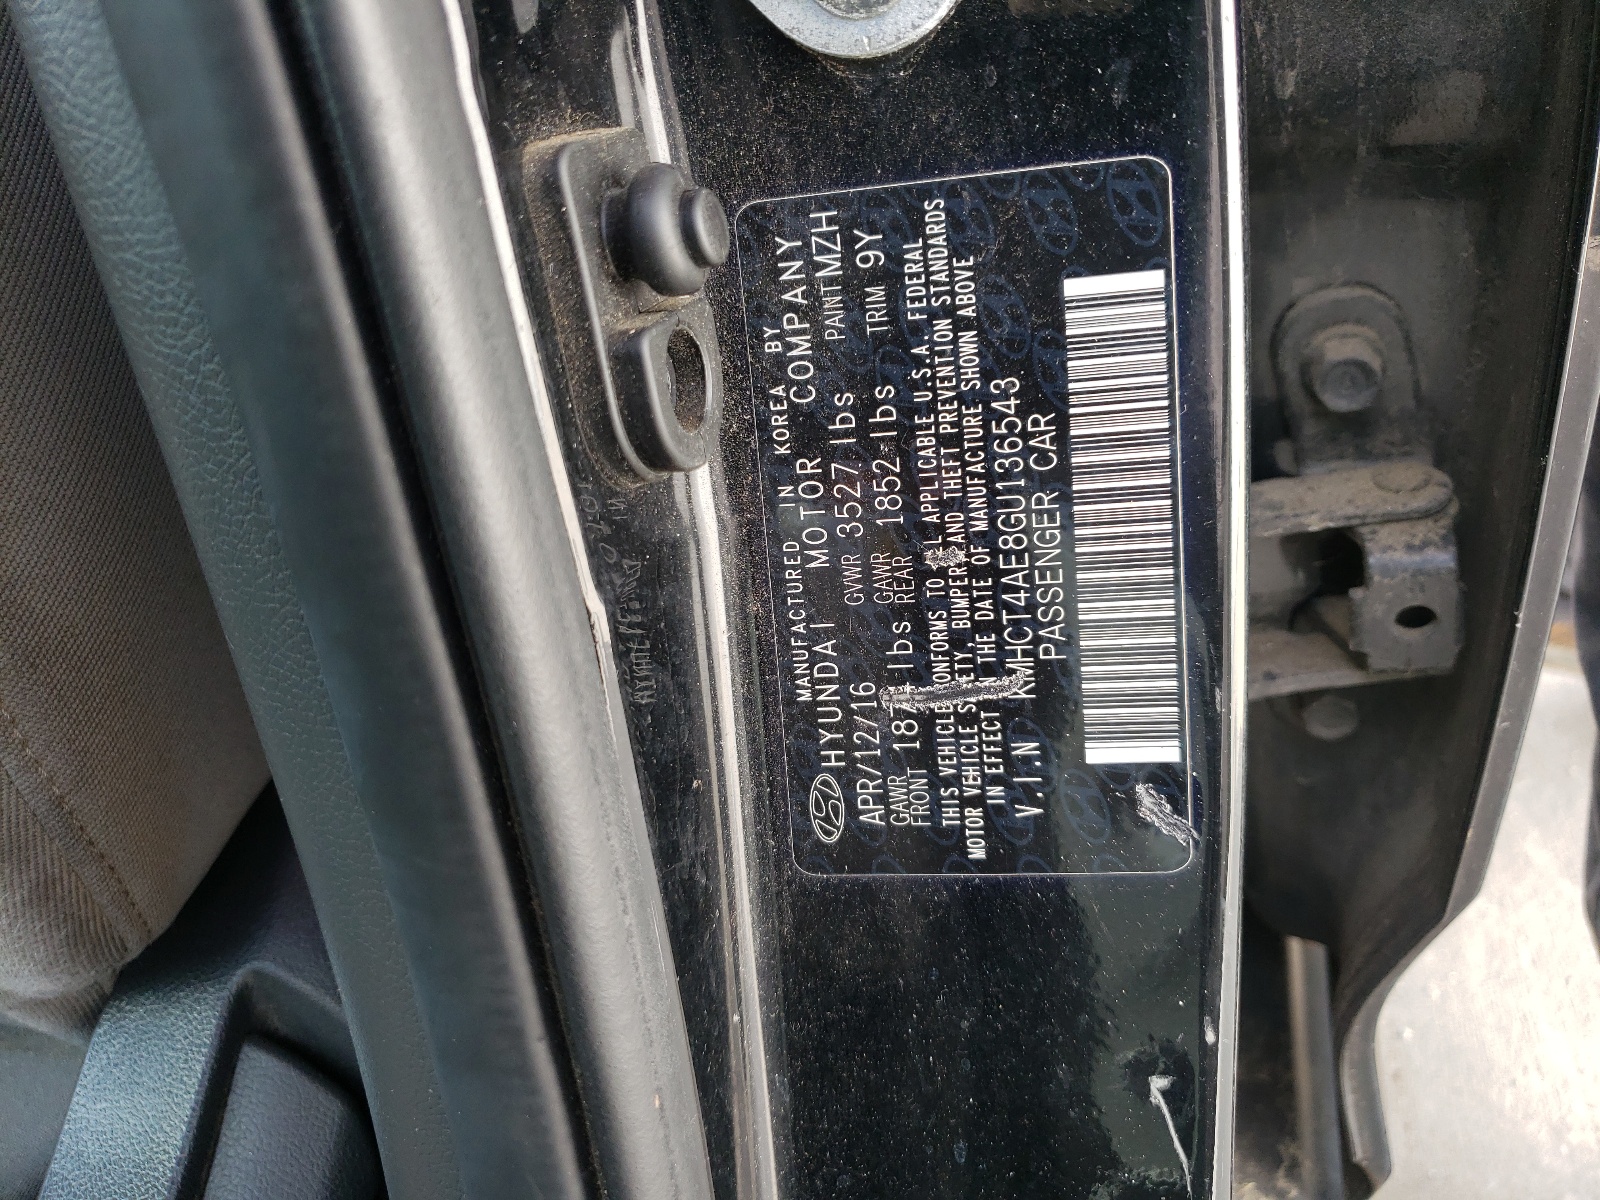 MANUFACTURED IN KOREA BY
HYUNDAI MOTOR COMPANY
APR/12/16 GVWR 3527 lbs PAINT MZH
GAWR FRONT lbs GAWR REAR 1852 lbs TRIM 9Y
THIS VEHICLE CONFORMS TO APPLICABLE U.S.A. FEDERAL
MOTOR VEHICLE BUMPER AND THEFT PREVENTION STANDARDS
IN EFFECT THE DATE OF MANUFACTURE SHOWN ABOVE
V.I.N KMHCT4AE8GU136543
PASSENGER CAR